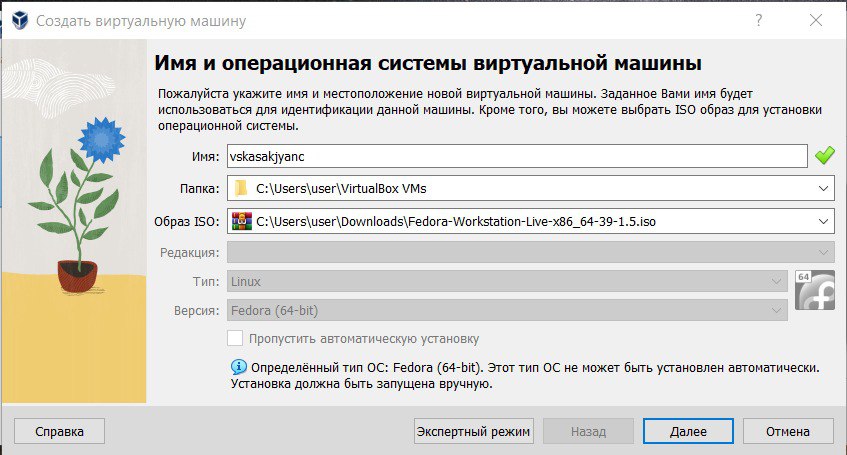 Создать виртуальную машину
Имя и операционная системы виртуальной машины
Пожалуйста укажите имя и местоположение новой виртуальной машины. Заданное Вами имя будет
использоваться для идентификации данной машины. Кроме того, вы можете выбрать ISO образ для установки
операционной системы.
Имя: vskasakjyanc
Папка: C:\Users\user\VirtualBox VMs
Образ ISO: C:\Users\user\Downloads\Fedora-Workstation-Live-x86_64-39-1.5.iso
Редакция:
Тип: Linux
64
Версия: Fedora (64-bit)
Пропустить автоматическую установку
Определённый тип ОС: Fedora (64-bit). Этот тип ОС не может быть установлен автоматически.
Установка должна быть запущена вручную.
Справка Экспертный режим Назад Далее Отмена